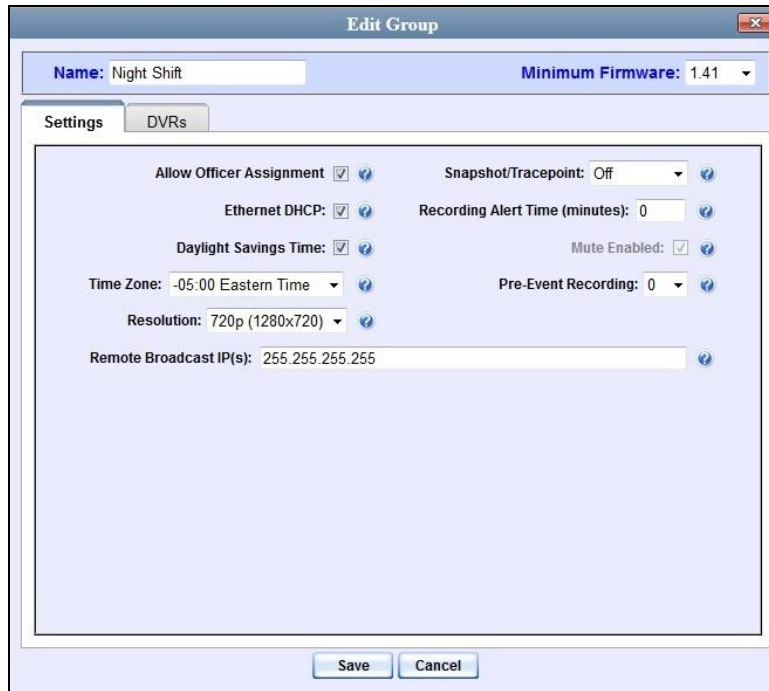 Edit Group
Name: Night Shift
Minimum Firmware: 1.41
Settings
DVRs
Allow Officer Assignment
Snapshot/Tracepoint: Off
Ethernet DHCP:
Recording Alert Time (minutes): 0
Daylight Savings Time:
Mute Enabled:
Time Zone: -05:00 Eastern Time
Pre-Event Recording: 0
Resolution: 720p (1280x720)
Remote Broadcast IP(s): 255.255.255.255
Save
Cancel